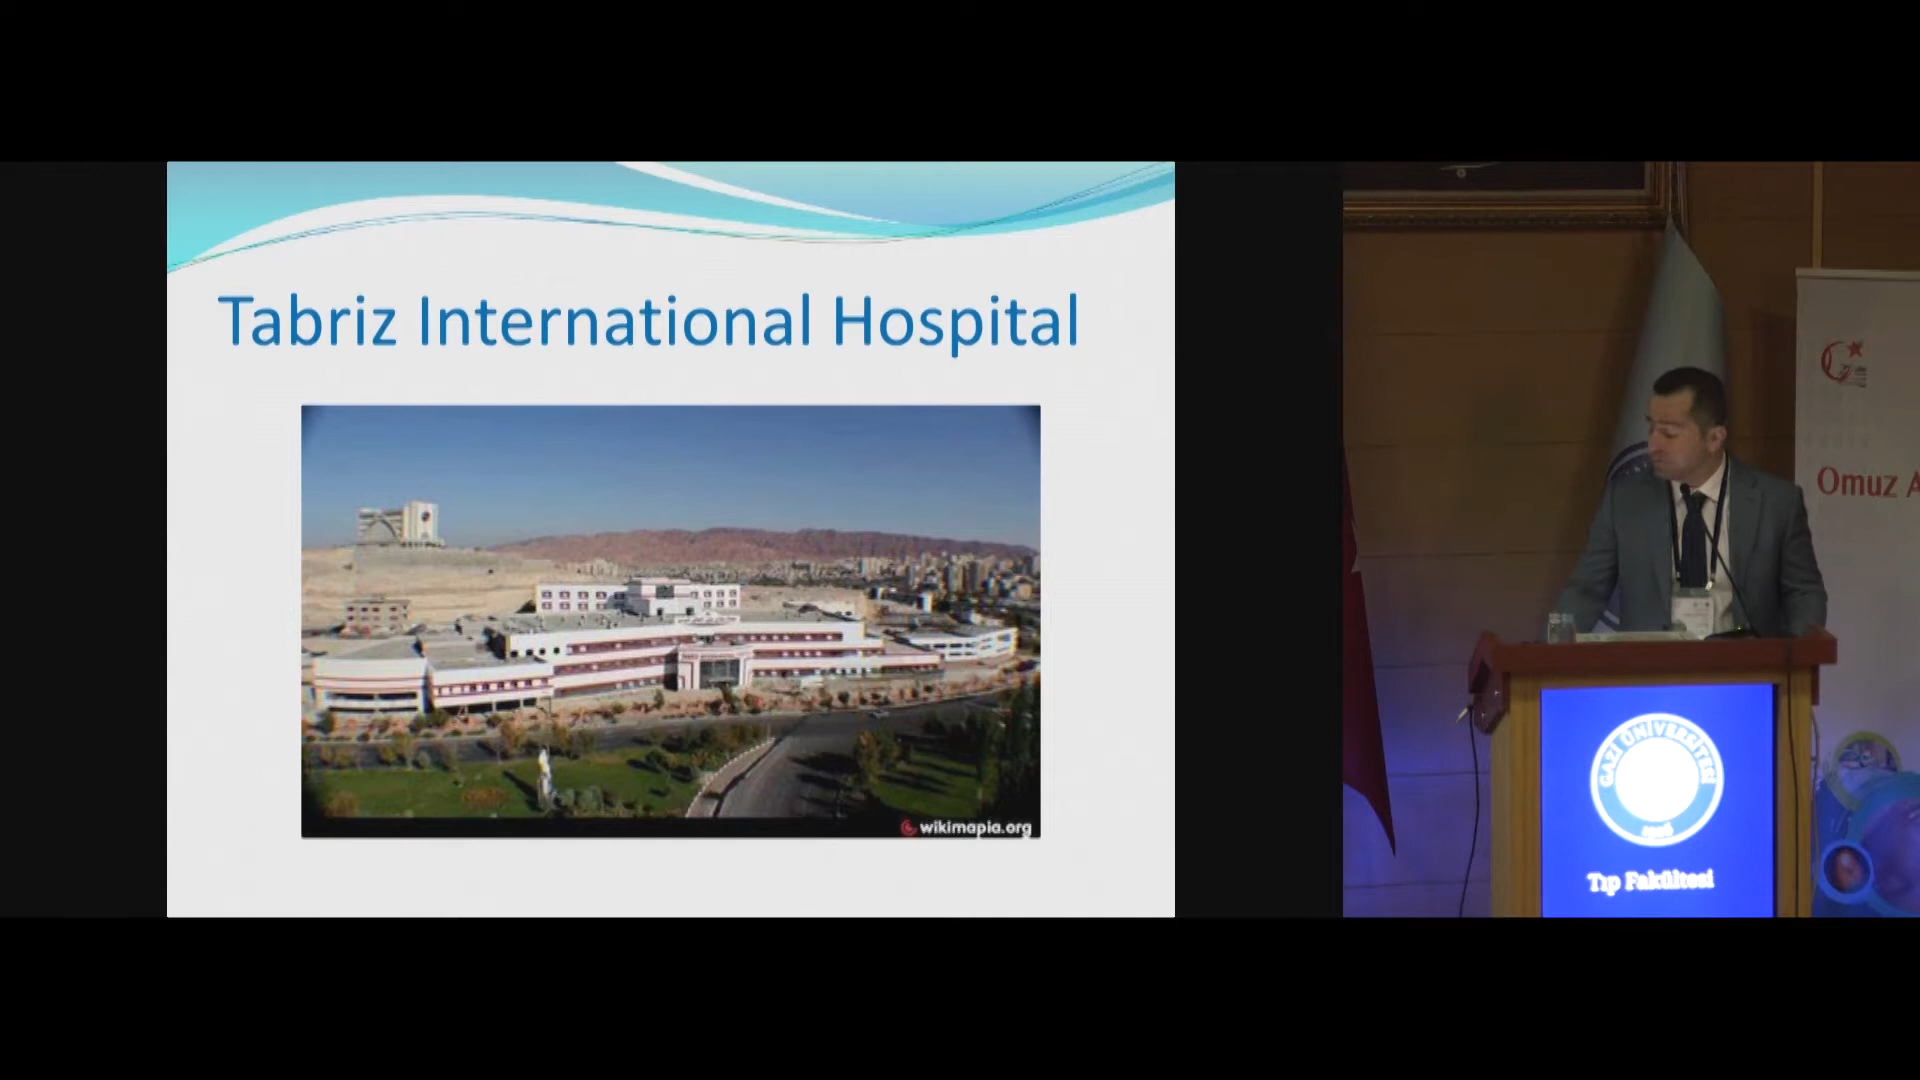 Tabriz International Hospital
wikimapia.org
Omuz A
GAZİ ÜNİVERSİTESİ
Tıp Fakültesi